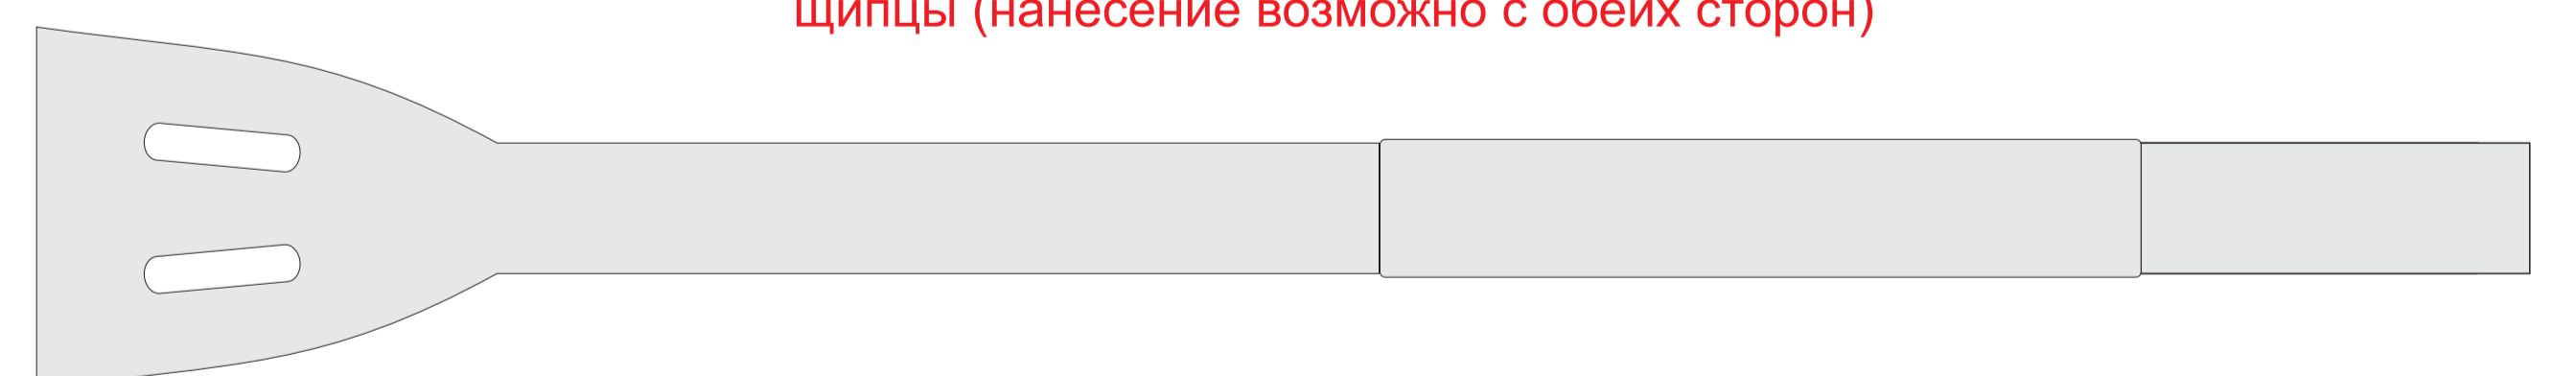 щипцы (нанесение возможно с обеих сторон)